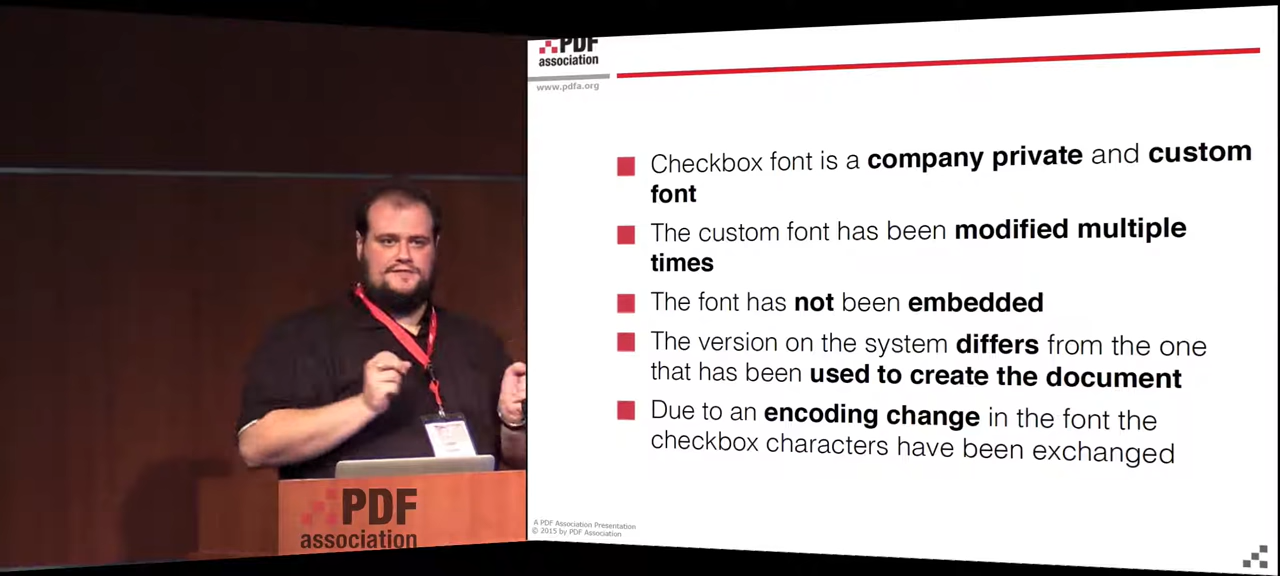 PDF
association
www.pdfa.org
Checkbox font is a company private and custom
font
The custom font has been modified multiple
times
The font has not been embedded
The version on the system differs from the one
that has been used to create the document
Due to an encoding change in the font the
checkbox characters have been exchanged
A PDF Association Presentation
© 2015 by PDF Association
PDF
association